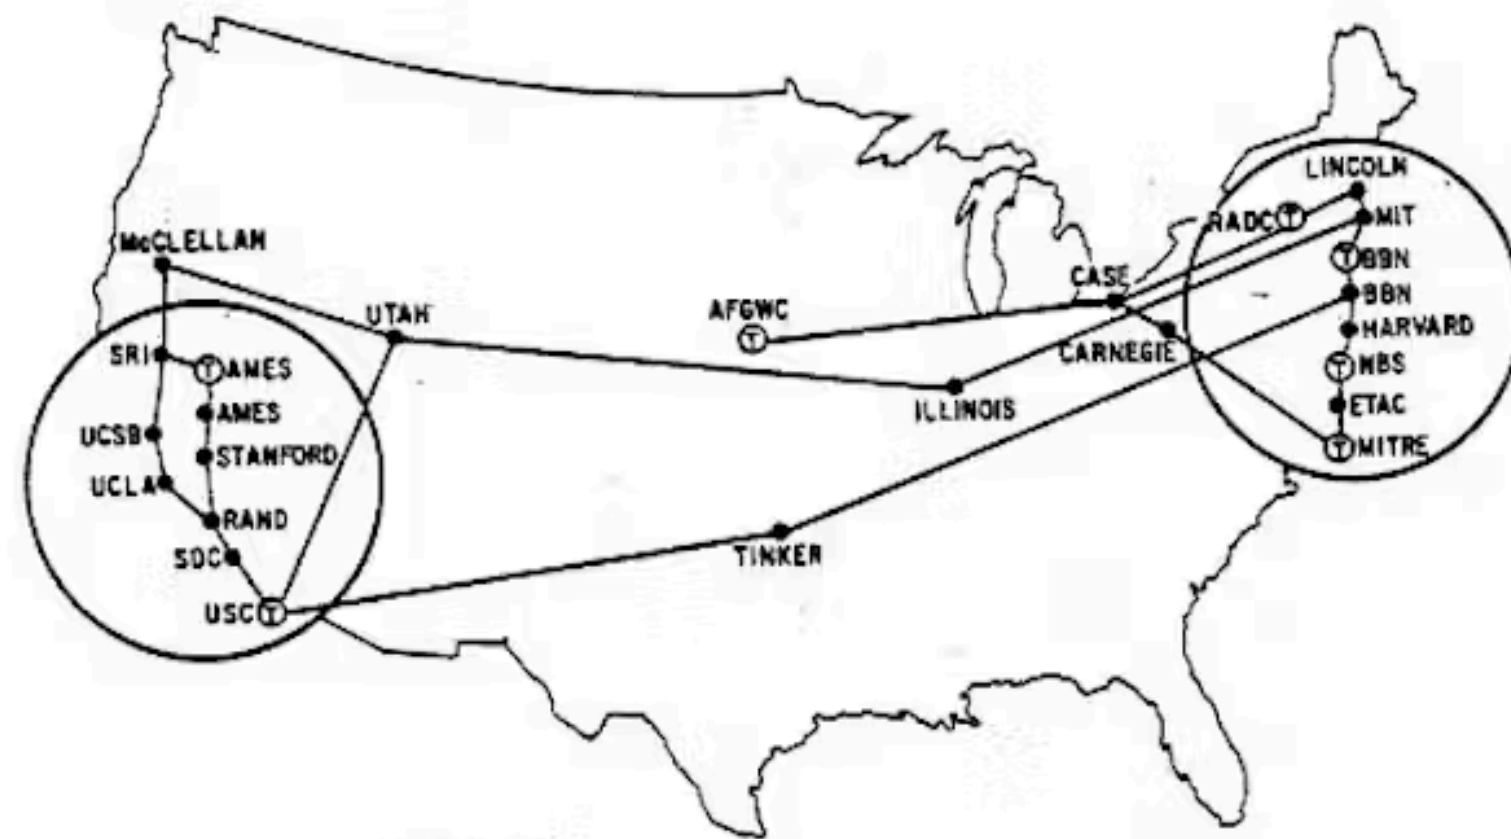 LINCOLN
RADC T
MIT
McCLELLAN
T BBN
CASE
BBN
AFGWC
UTAH
T
HARVARD
CARNEGIE
SRI
T AMES
T NBS
ILLINOIS
ETAC
AMES
UCSB
T MITRE
STANFORD
UCLA
RAND
SDC
TINKER
USC T